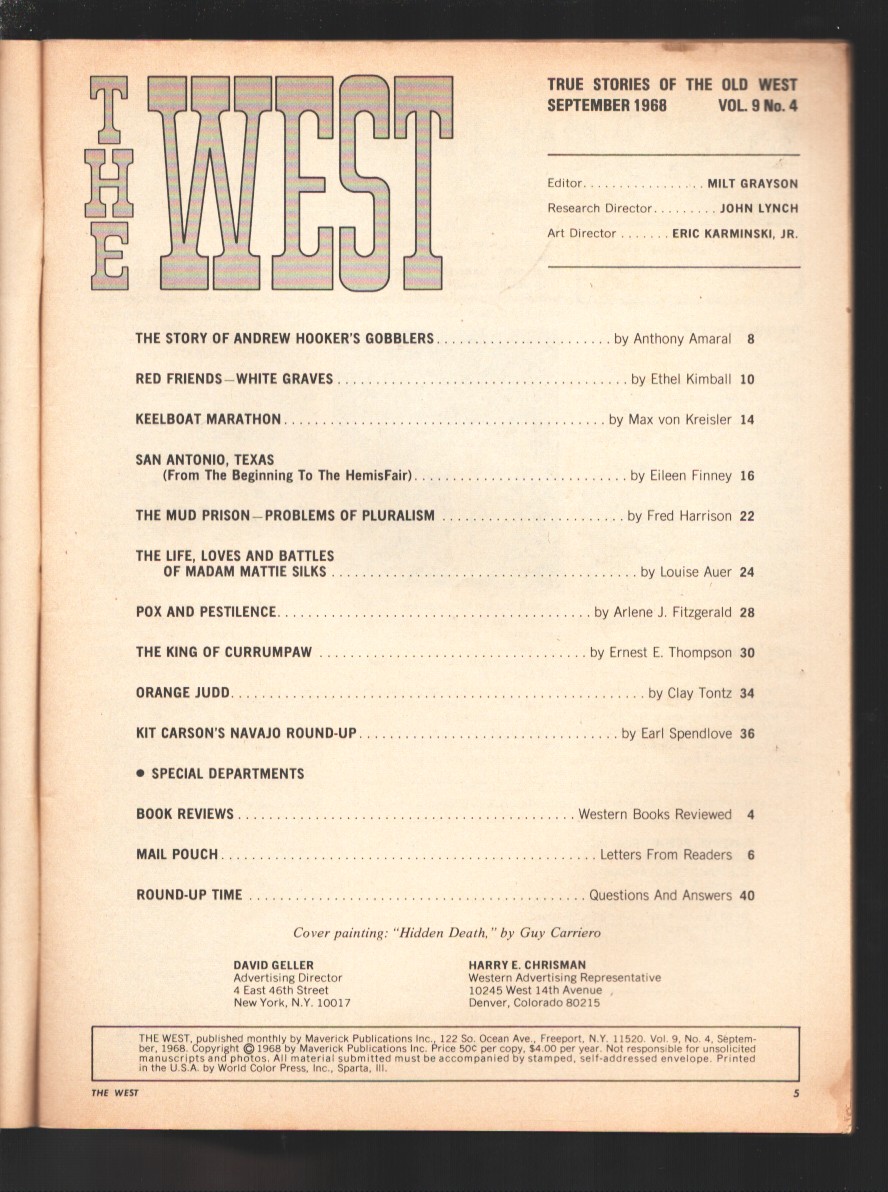 THE WEST
TRUE STORIES OF THE OLD WEST
SEPTEMBER 1968 VOL. 9 No. 4
Editor................. MILT GRAYSON
Research Director......... JOHN LYNCH
Art Director ....... ERIC KARMINSKI, JR.
THE STORY OF ANDREW HOOKER'S GOBBLERS....................... by Anthony Amaral 8
RED FRIENDS—WHITE GRAVES ...................................... by Ethel Kimball 10
KEELBOAT MARATHON.......................................... by Max von Kreisler 14
SAN ANTONIO, TEXAS
(From The Beginning To The HemisFair)............................ by Eileen Finney 16
THE MUD PRISON—PROBLEMS OF PLURALISM ........................ by Fred Harrison 22
THE LIFE, LOVES AND BATTLES
OF MADAM MATTIE SILKS ........................................ by Louise Auer 24
POX AND PESTILENCE......................................... by Arlene J. Fitzgerald 28
THE KING OF CURRUMPAW ................................... by Ernest E. Thompson 30
ORANGE JUDD...................................................... by Clay Tontz 34
KIT CARSON'S NAVAJO ROUND-UP.................................. by Earl Spendlove 36
● SPECIAL DEPARTMENTS
BOOK REVIEWS ............................................ Western Books Reviewed 4
MAIL POUCH................................................. Letters From Readers 6
ROUND-UP TIME ............................................ Questions And Answers 40
Cover painting: "Hidden Death," by Guy Carriero
DAVID GELLER
Advertising Director
4 East 46th Street
New York, N.Y. 10017
HARRY E. CHRISMAN
Western Advertising Representative
10245 West 14th Avenue
Denver, Colorado 80215
THE WEST, published monthly by Maverick Publications Inc., 122 So. Ocean Ave., Freeport, N.Y. 11520. Vol. 9, No. 4, Septem-
ber, 1968. Copyright © 1968 by Maverick Publications Inc. Price 50¢ per copy, $4.00 per year. Not responsible for unsolicited
manuscripts and photos. All material submitted must be accompanied by stamped, self-addressed envelope. Printed
in the U.S.A. by World Color Press, Inc., Sparta, Ill.
THE WEST 5